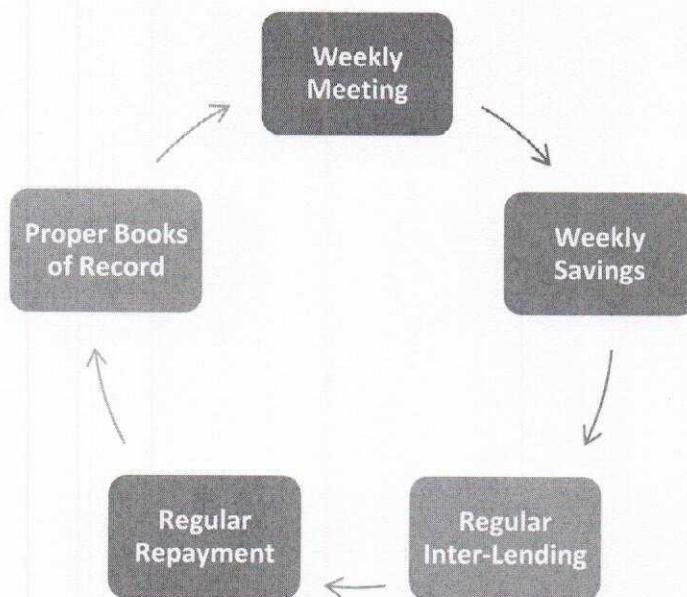 Weekly
Meeting
Weekly
Savings
Regular
Inter-Lending
Regular
Repayment
Proper Books
of Record